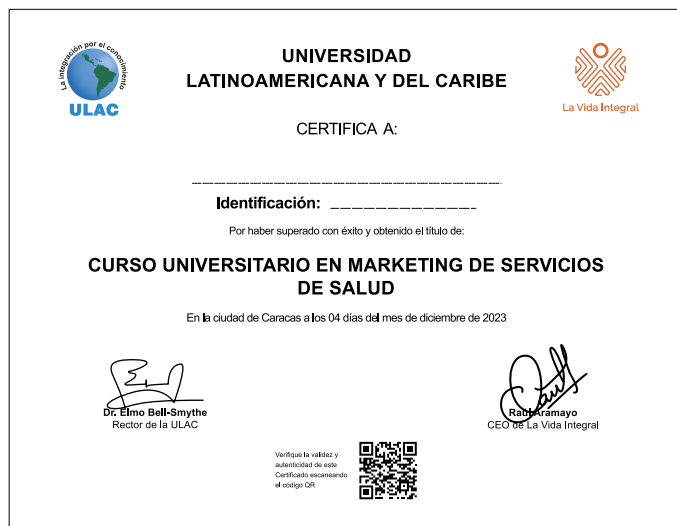 La integración por el conocimiento
ULAC
UNIVERSIDAD
LATINOAMERICANA Y DEL CARIBE
La Vida Integral
CERTIFICA A:
Identificación:
Por haber superado con éxito y obtenido el título de:
CURSO UNIVERSITARIO EN MARKETING DE SERVICIOS
DE SALUD
En la ciudad de Caracas a los 04 días del mes de diciembre de 2023
Dr. Elmo Bell-Smythe
Rector de la ULAC
Raúl Aramayo
CEO de La Vida Integral
Verifique la validez y
autenticidad de este
Certificado escaneando
el código QR